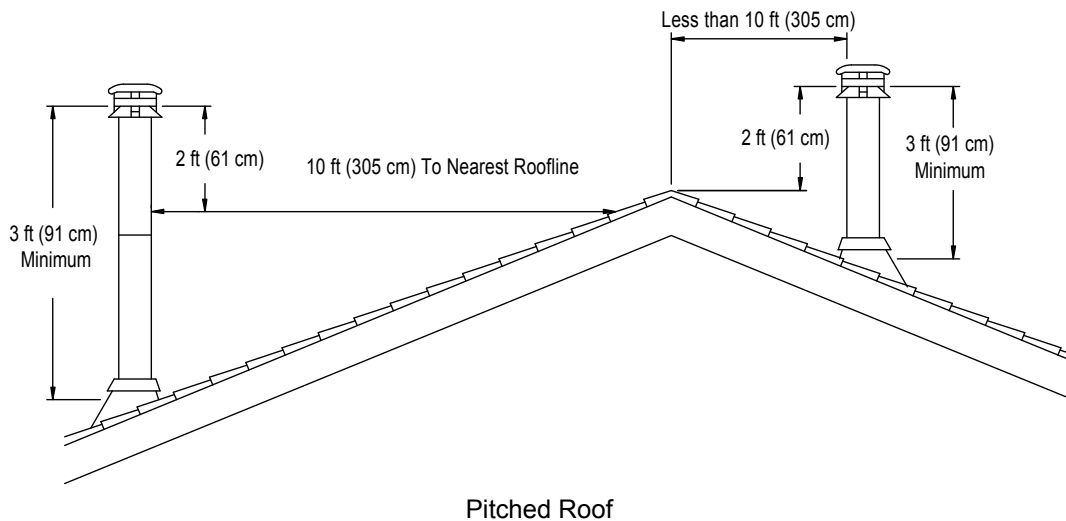 Less than 10 ft (305 cm)
2 ft (61 cm)
10 ft (305 cm) To Nearest Roofline
2 ft (61 cm)
3 ft (91 cm)
Minimum
3 ft (91 cm)
Minimum
Pitched Roof